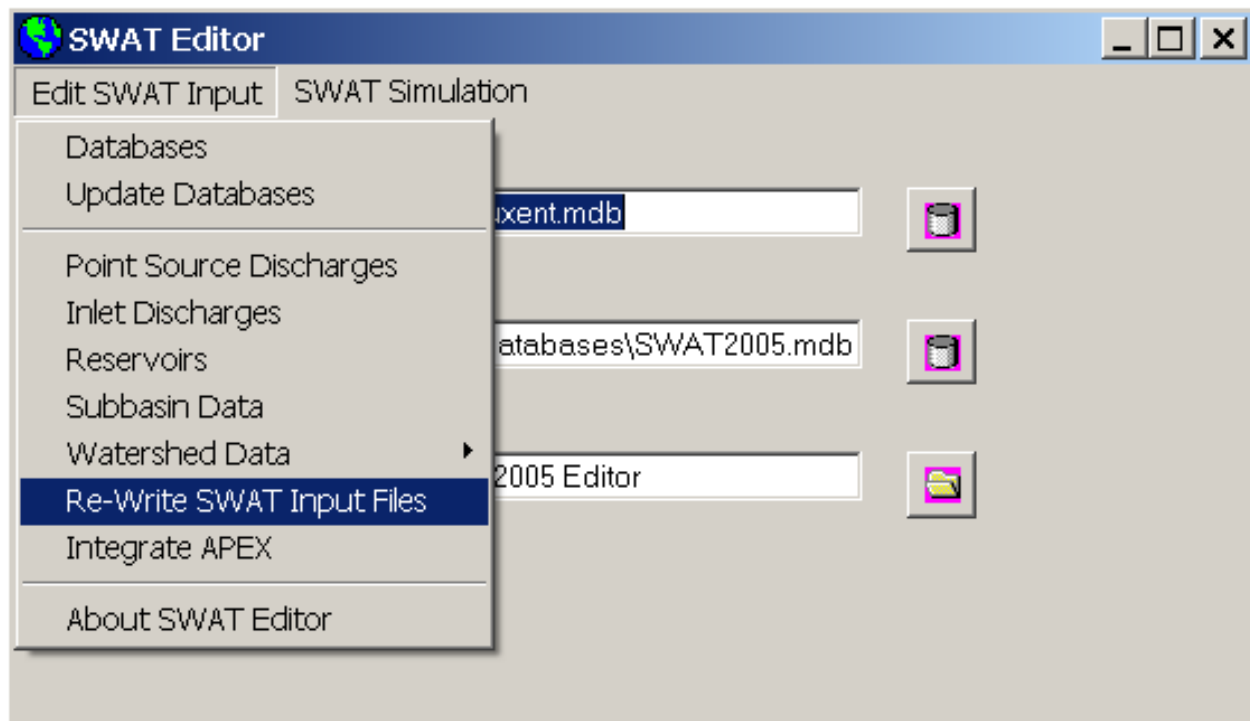 SWAT Editor
Edit SWAT Input SWAT Simulation
Databases
Update Databases
uxent.mdb
Point Source Discharges
Inlet Discharges
Reservoirs
atabases\SWAT2005.mdb
Subbasin Data
Watershed Data
2005 Editor
Re-Write SWAT Input Files
Integrate APEX
About SWAT Editor